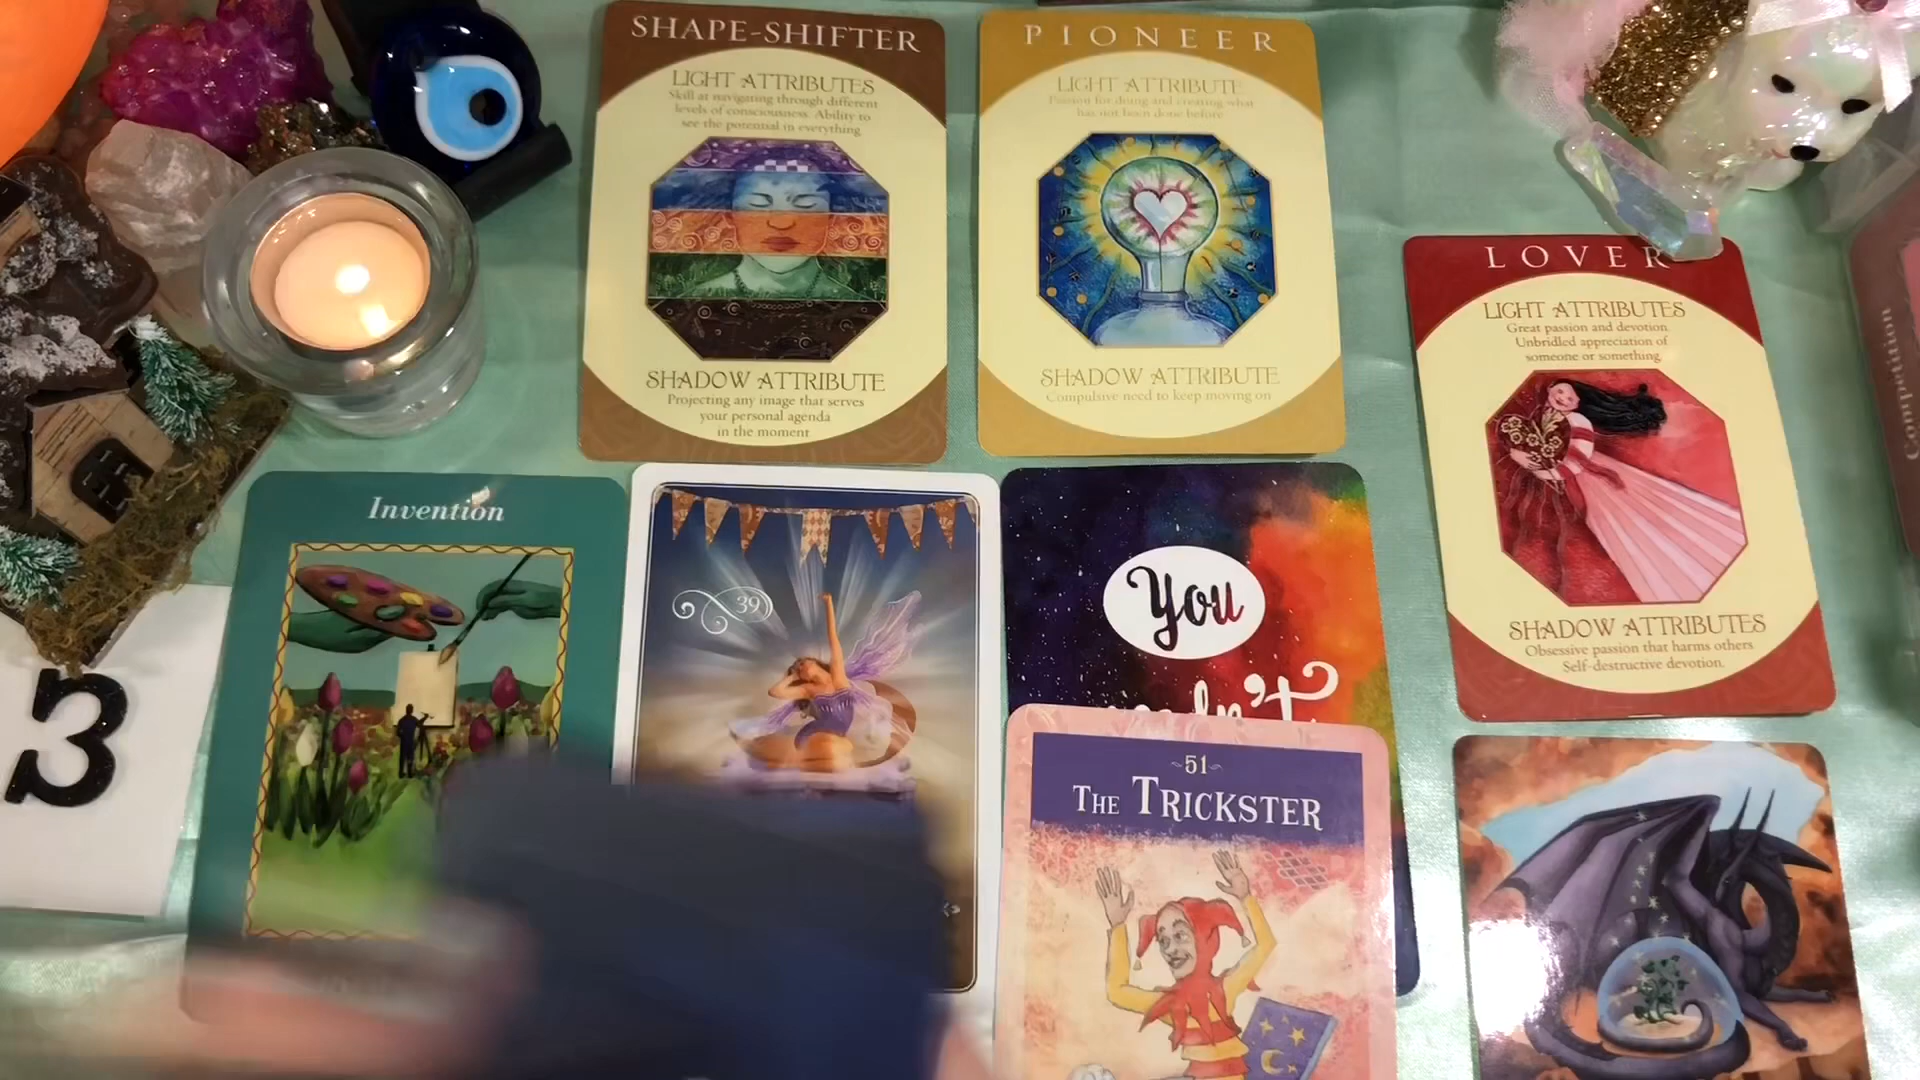 SHAPE-SHIFTER
LIGHT ATTRIBUTES
Skill at navigating through different
levels of consciousness. Ability to
see the potential in everything
SHADOW ATTRIBUTE
Projecting any image that serves
your personal agenda
in the moment
PIONEER
LIGHT ATTRIBUTE
Passion for doing and creating what
has not been done before
SHADOW ATTRIBUTE
Compulsive need to keep moving on
LOVER
LIGHT ATTRIBUTES
Great passion and devotion.
Unbridled appreciation of
someone or something.
SHADOW ATTRIBUTES
Obsessive passion that harms others
Self-destructive devotion.
Competition
Invention
39
You
3
~51~
THE TRICKSTER